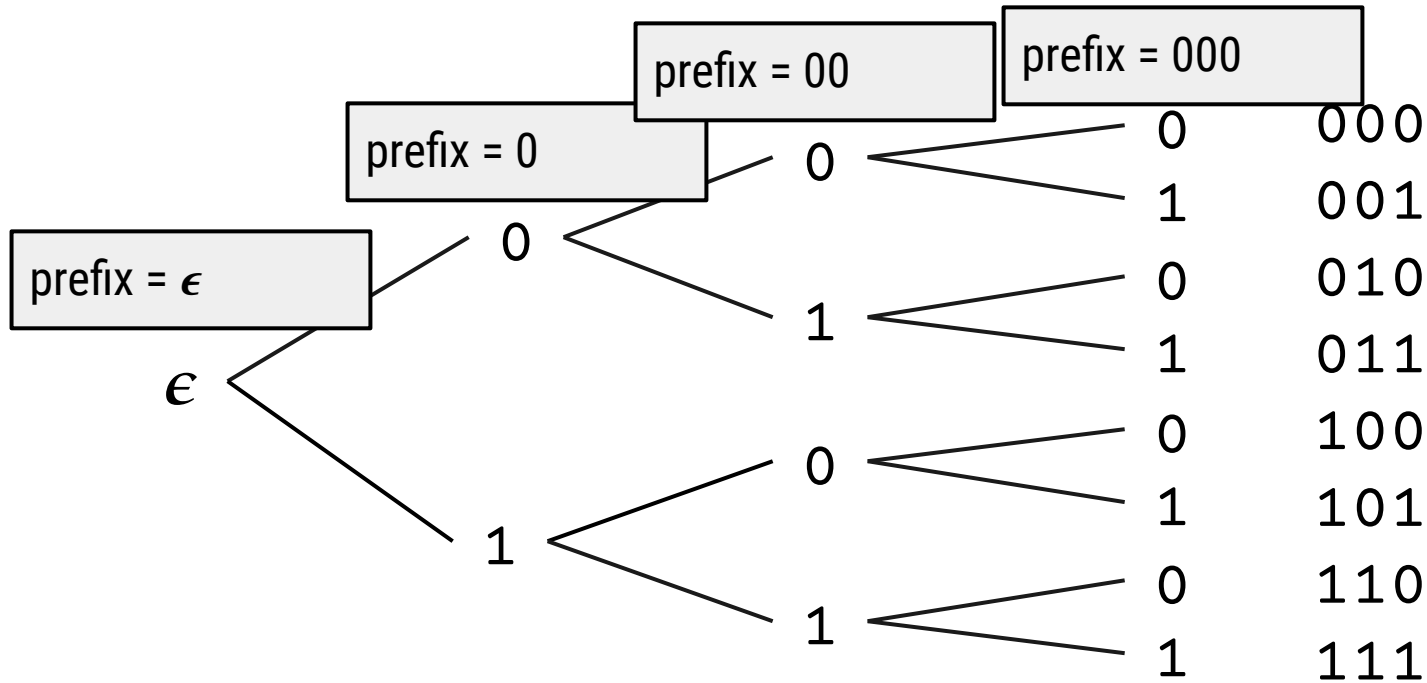 prefix = 000
prefix = 00
prefix = 0
prefix = ϵ
0 000
0
1 001
0
0 010
1
1 011
ϵ
0 100
0
1 101
1
0 110
1
1 111